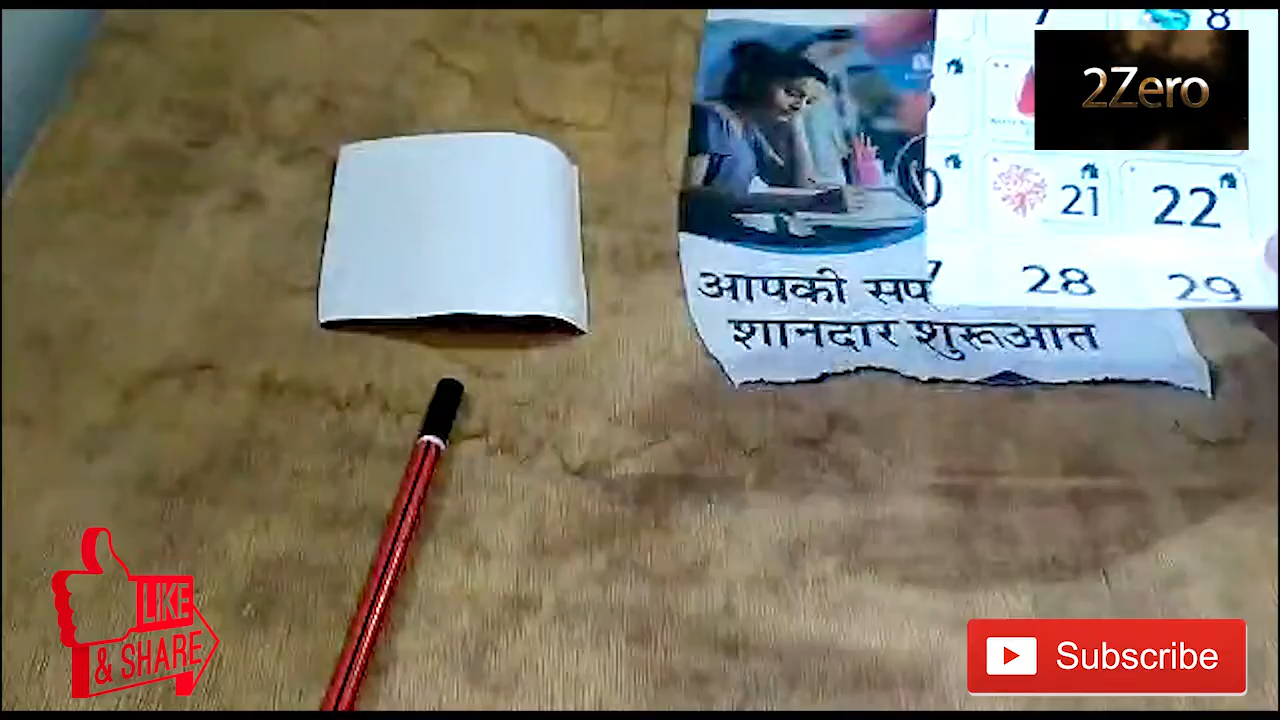 7
8
2Zero
21
22
28
29
आपकी सप
शानदार शुरूआत
LIKE
& SHARE
Subscribe